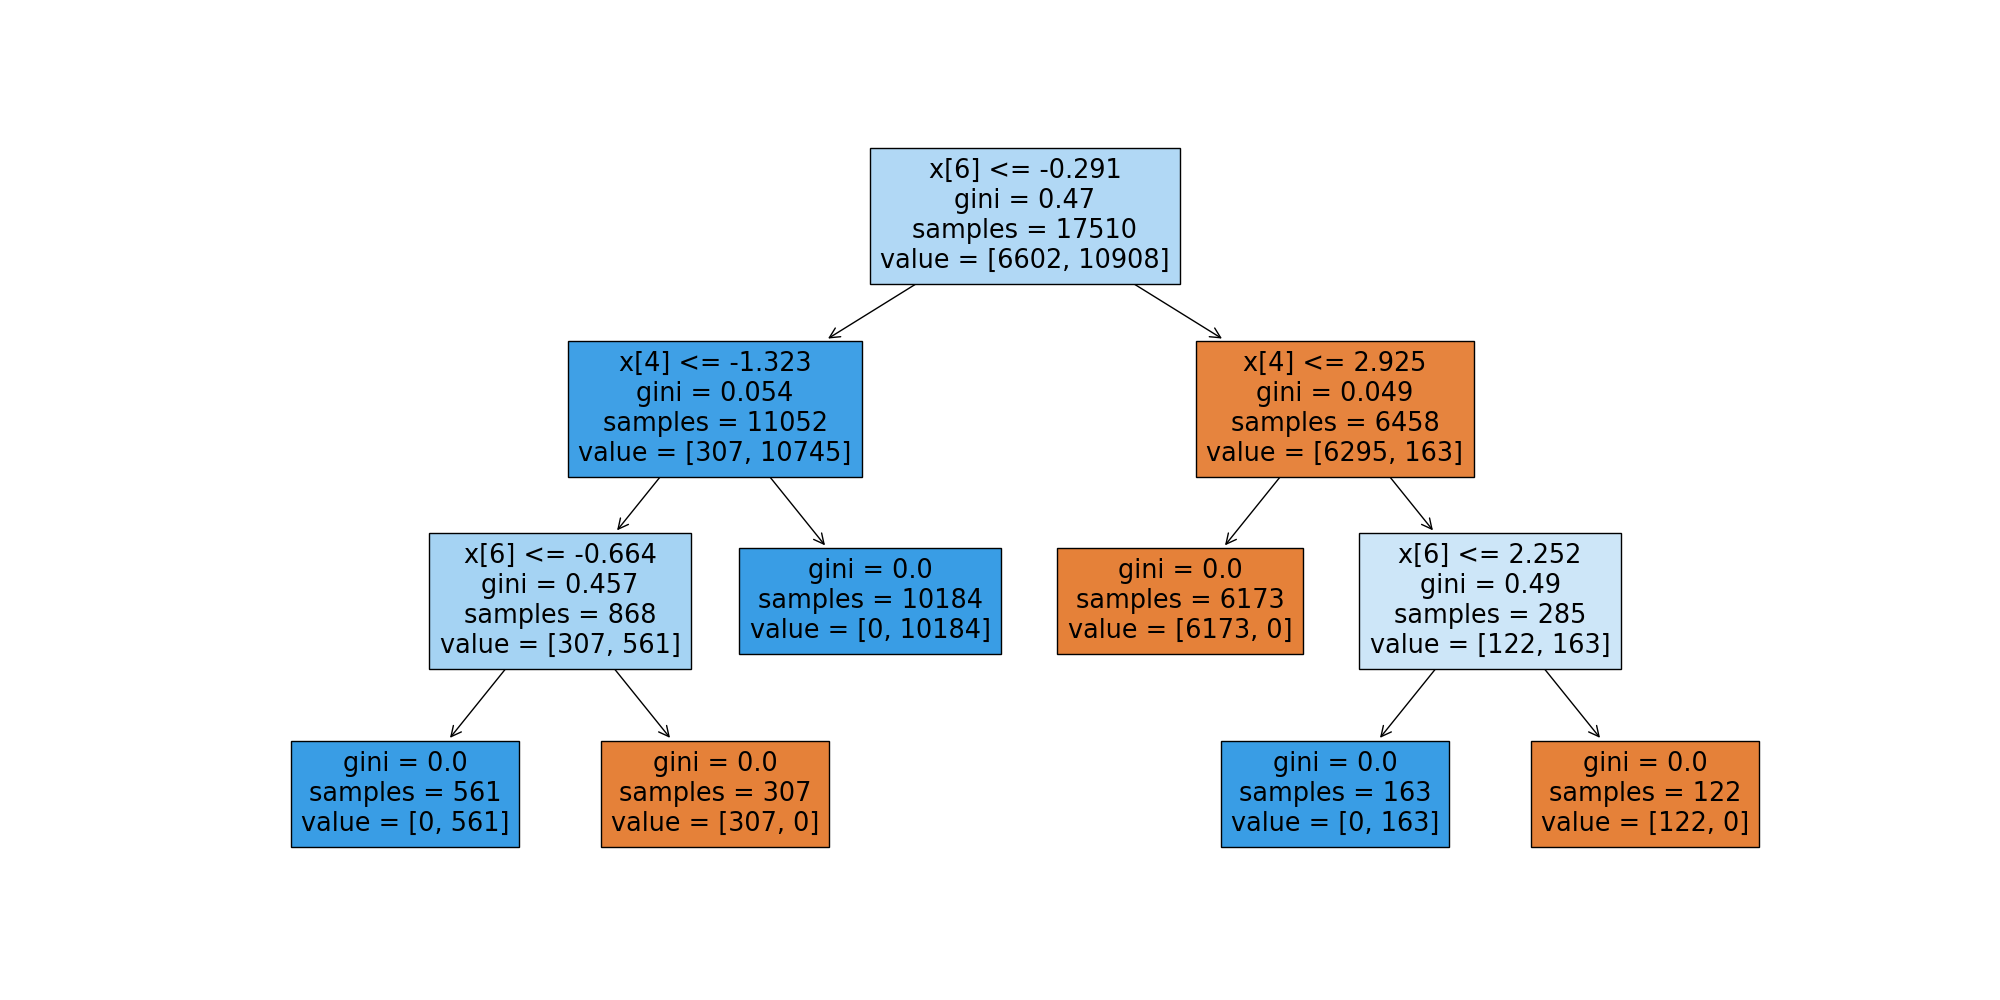 x[6] <= -0.291
gini = 0.47
samples = 17510
value = [6602, 10908]
x[4] <= -1.323
gini = 0.054
samples = 11052
value = [307, 10745]
x[4] <= 2.925
gini = 0.049
samples = 6458
value = [6295, 163]
x[6] <= -0.664
gini = 0.457
samples = 868
value = [307, 561]
gini = 0.0
samples = 10184
value = [0, 10184]
gini = 0.0
samples = 6173
value = [6173, 0]
x[6] <= 2.252
gini = 0.49
samples = 285
value = [122, 163]
gini = 0.0
samples = 561
value = [0, 561]
gini = 0.0
samples = 307
value = [307, 0]
gini = 0.0
samples = 163
value = [0, 163]
gini = 0.0
samples = 122
value = [122, 0]